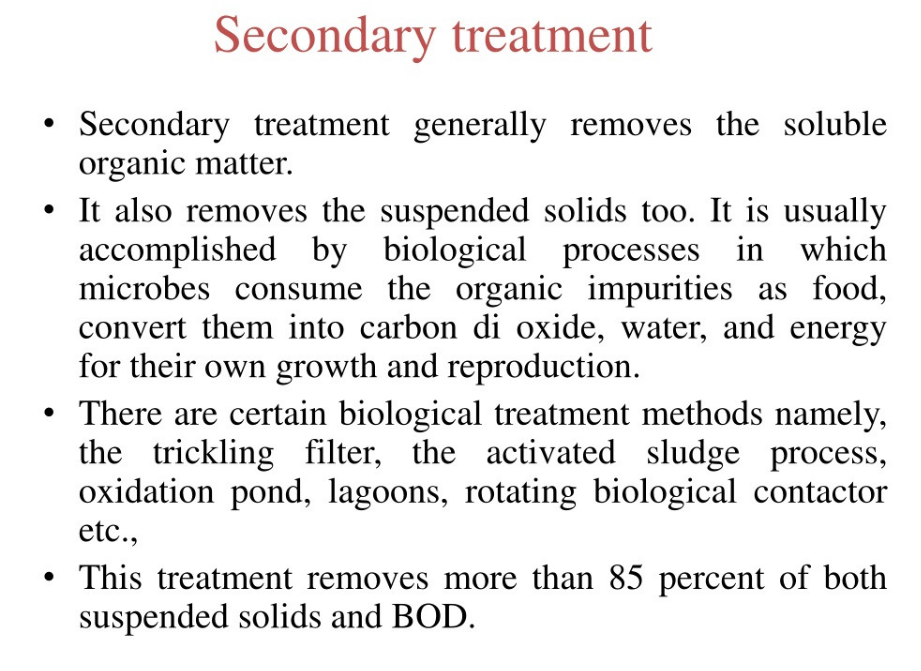 Secondary treatment
• Secondary treatment generally removes the soluble
organic matter.
• It also removes the suspended solids too. It is usually
accomplished by biological processes in which
microbes consume the organic impurities as food,
convert them into carbon di oxide, water, and energy
for their own growth and reproduction.
• There are certain biological treatment methods namely,
the trickling filter, the activated sludge process,
oxidation pond, lagoons, rotating biological contactor
etc.,
• This treatment removes more than 85 percent of both
suspended solids and BOD.